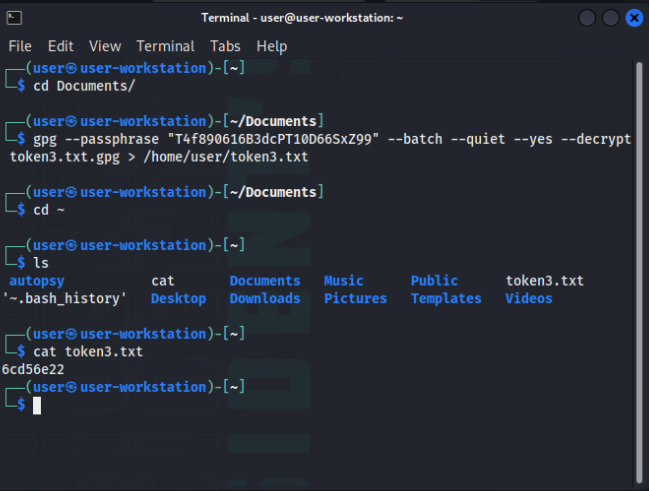 Terminal - user@user-workstation: ~
File Edit View Terminal Tabs Help
┌──(user㉿user-workstation)-[~]
└─$ cd Documents/
┌──(user㉿user-workstation)-[~/Documents]
└─$ gpg --passphrase "T4f890616B3dcPT10D66SxZ99" --batch --quiet --yes --decrypt
token3.txt.gpg > /home/user/token3.txt
┌──(user㉿user-workstation)-[~/Documents]
└─$ cd ~
┌──(user㉿user-workstation)-[~]
└─$ ls
autopsy cat Documents Music Public token3.txt
'~.bash_history' Desktop Downloads Pictures Templates Videos
┌──(user㉿user-workstation)-[~]
└─$ cat token3.txt
6cd56e22
┌──(user㉿user-workstation)-[~]
└─$